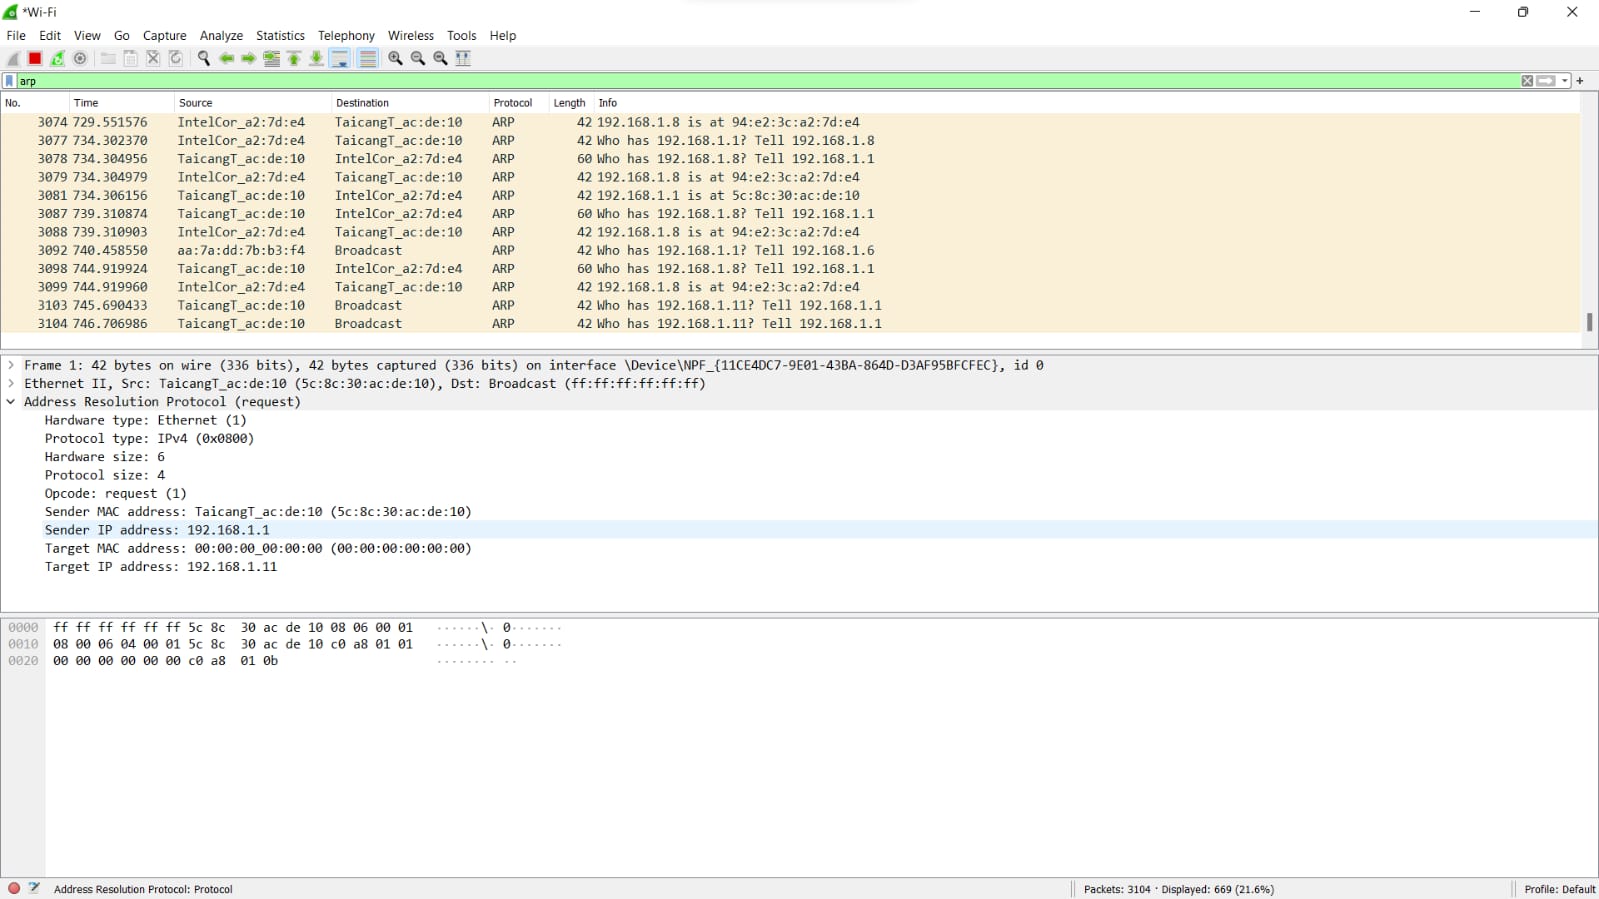 *Wi-Fi
File Edit View Go Capture Analyze Statistics Telephony Wireless Tools Help
arp
No. Time Source Destination Protocol Length Info
3074 729.551576 IntelCor_a2:7d:e4 TaicangT_ac:de:10 ARP 42 192.168.1.8 is at 94:e2:3c:a2:7d:e4
3077 734.302370 IntelCor_a2:7d:e4 TaicangT_ac:de:10 ARP 42 Who has 192.168.1.1? Tell 192.168.1.8
3078 734.304956 TaicangT_ac:de:10 IntelCor_a2:7d:e4 ARP 60 Who has 192.168.1.8? Tell 192.168.1.1
3079 734.304979 IntelCor_a2:7d:e4 TaicangT_ac:de:10 ARP 42 192.168.1.8 is at 94:e2:3c:a2:7d:e4
3081 734.306156 TaicangT_ac:de:10 IntelCor_a2:7d:e4 ARP 42 192.168.1.1 is at 5c:8c:30:ac:de:10
3087 739.310874 TaicangT_ac:de:10 IntelCor_a2:7d:e4 ARP 60 Who has 192.168.1.8? Tell 192.168.1.1
3088 739.310903 IntelCor_a2:7d:e4 TaicangT_ac:de:10 ARP 42 192.168.1.8 is at 94:e2:3c:a2:7d:e4
3092 740.458550 aa:7a:dd:7b:b3:f4 Broadcast ARP 42 Who has 192.168.1.1? Tell 192.168.1.6
3098 744.919924 TaicangT_ac:de:10 IntelCor_a2:7d:e4 ARP 60 Who has 192.168.1.8? Tell 192.168.1.1
3099 744.919960 IntelCor_a2:7d:e4 TaicangT_ac:de:10 ARP 42 192.168.1.8 is at 94:e2:3c:a2:7d:e4
3103 745.690433 TaicangT_ac:de:10 Broadcast ARP 42 Who has 192.168.1.11? Tell 192.168.1.1
3104 746.706986 TaicangT_ac:de:10 Broadcast ARP 42 Who has 192.168.1.11? Tell 192.168.1.1
Frame 1: 42 bytes on wire (336 bits), 42 bytes captured (336 bits) on interface \Device\NPF_{11CE4DC7-9E01-43BA-864D-D3AF95BFCFEC}, id 0
Ethernet II, Src: TaicangT_ac:de:10 (5c:8c:30:ac:de:10), Dst: Broadcast (ff:ff:ff:ff:ff:ff)
Address Resolution Protocol (request)
Hardware type: Ethernet (1)
Protocol type: IPv4 (0x0800)
Hardware size: 6
Protocol size: 4
Opcode: request (1)
Sender MAC address: TaicangT_ac:de:10 (5c:8c:30:ac:de:10)
Sender IP address: 192.168.1.1
Target MAC address: 00:00:00_00:00:00 (00:00:00:00:00:00)
Target IP address: 192.168.1.11
0000 ff ff ff ff ff ff 5c 8c 30 ac de 10 08 06 00 01 ······\· 0·······
0010 08 00 06 04 00 01 5c 8c 30 ac de 10 c0 a8 01 01 ······\· 0·······
0020 00 00 00 00 00 00 c0 a8 01 0b ········ ··
Address Resolution Protocol: Protocol
Packets: 3104 · Displayed: 669 (21.6%)
Profile: Default